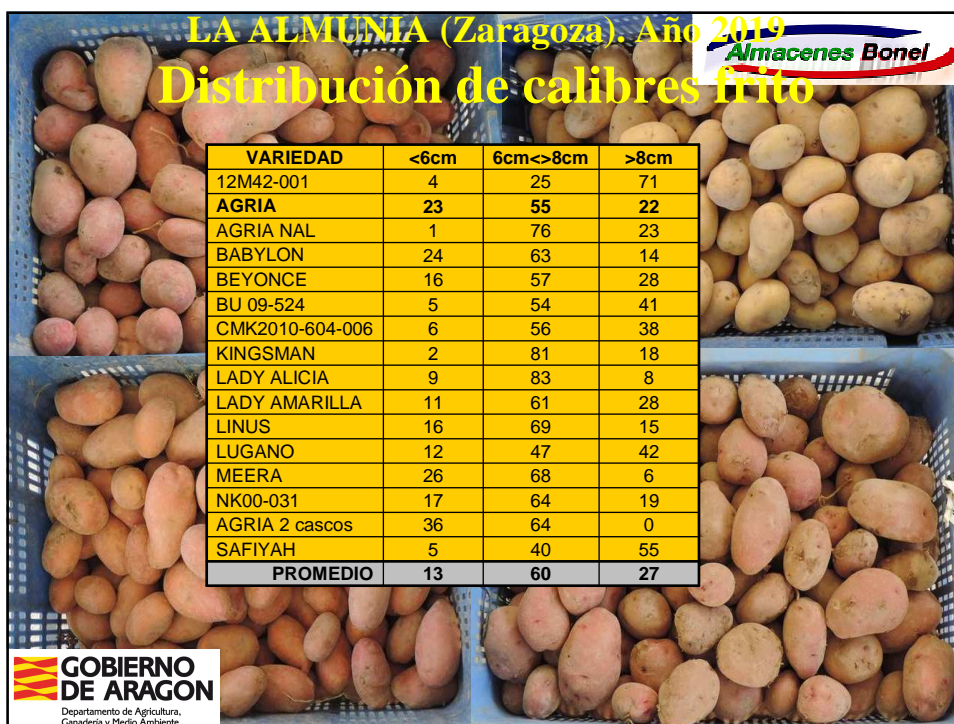 LA ALMUNIA (Zaragoza). Año 2019
Almacenes Bonel
Distribución de calibres frito
VARIEDAD <6cm 6cm<>8cm >8cm
12M42-001 4 25 71
AGRIA 23 55 22
AGRIA NAL 1 76 23
BABYLON 24 63 14
BEYONCE 16 57 28
BU 09-524 5 54 41
CMK2010-604-006 6 56 38
KINGSMAN 2 81 18
LADY ALICIA 9 83 8
LADY AMARILLA 11 61 28
LINUS 16 69 15
LUGANO 12 47 42
MEERA 26 68 6
NK00-031 17 64 19
AGRIA 2 cascos 36 64 0
SAFIYAH 5 40 55
PROMEDIO 13 60 27
GOBIERNO
DE ARAGON
Departamento de Agricultura,
Ganadería y Medio Ambiente